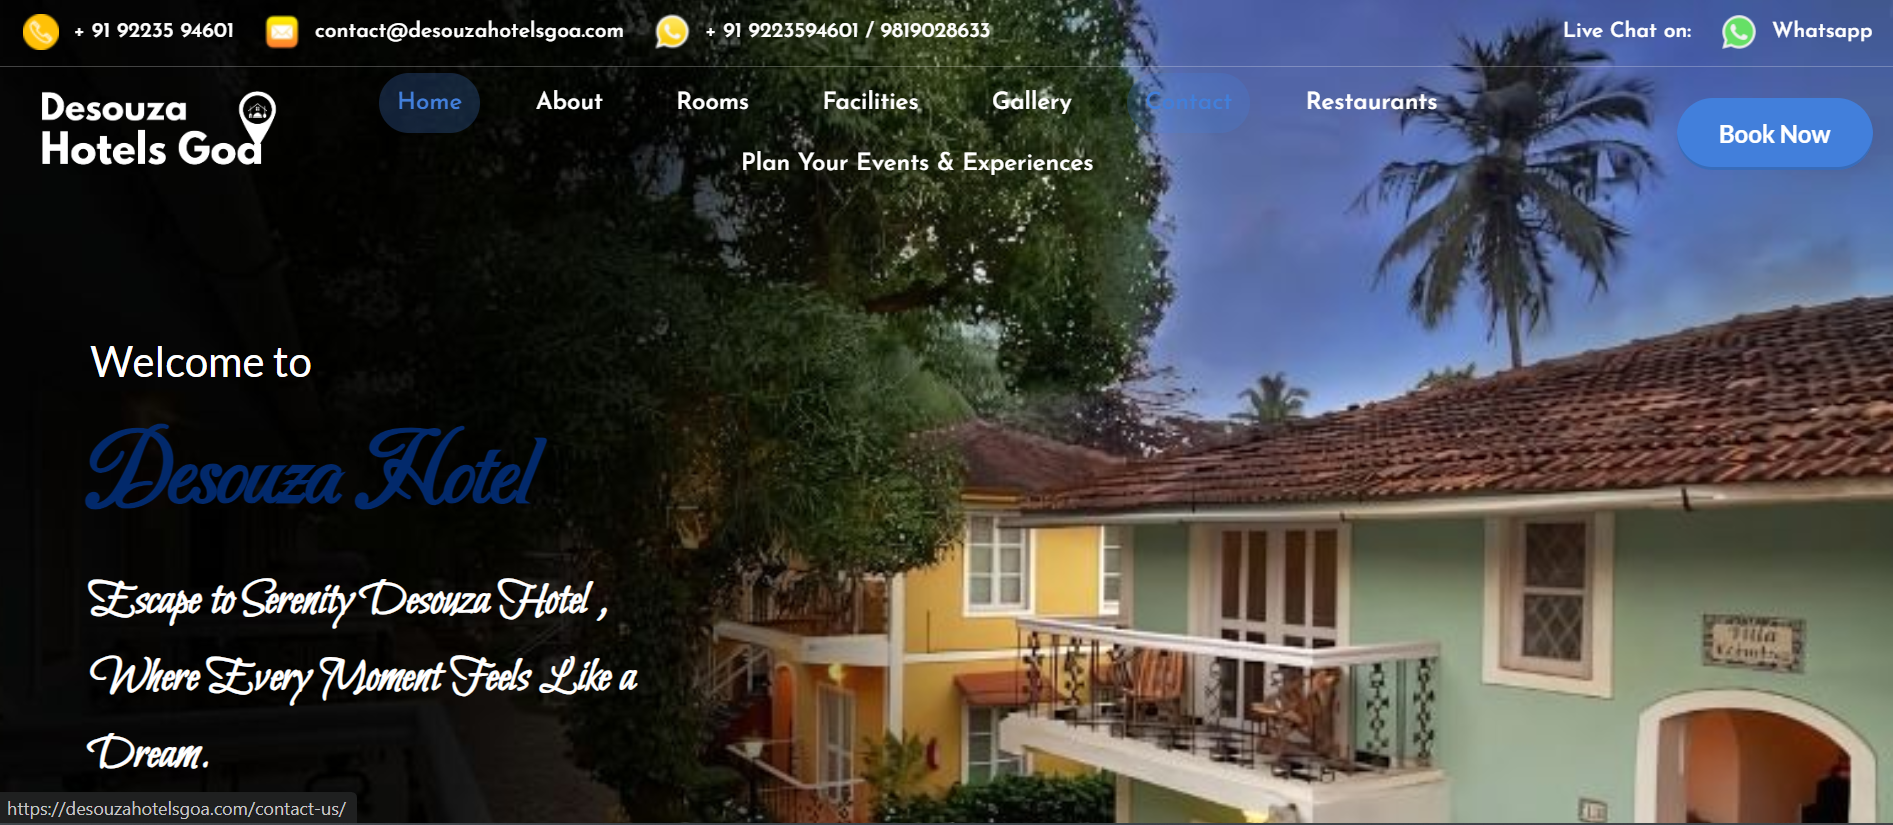 + 91 92235 94601 contact@desouzahotelsgoa.com + 91 9223594601 / 9819028633 Live Chat on: Whatsapp
Desouza
Hotels Goa
Home About Rooms Facilities Gallery Contact Restaurants
Plan Your Events & Experiences
Book Now
Welcome to
Desouza Hotel
Escape to Serenity Desouza Hotel ,
Where Every Moment Feels Like a
Dream.
Villa
https://desouzahotelsgoa.com/contact-us/